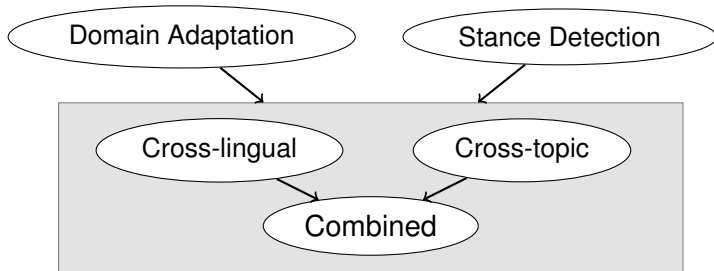 Domain Adaptation
Stance Detection
Cross-lingual
Cross-topic
Combined